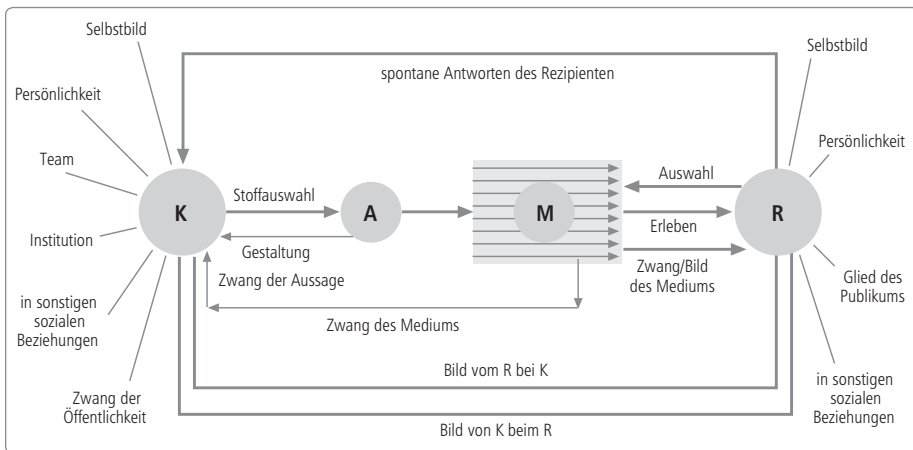 Selbstbild
Persönlichkeit
Team
Institution
in sonstigen
sozialen
Beziehungen
Zwang der
Öffentlichkeit
K
spontane Antworten des Rezipienten
Stoffauswahl
A
Gestaltung
Zwang der Aussage
Zwang des Mediums
M
Auswahl
Erleben
Zwang/Bild
des Mediums
R
Bild vom R bei K
Bild von K beim R
Selbstbild
Persönlichkeit
Glied des
Publikums
in sonstigen
sozialen
Beziehungen